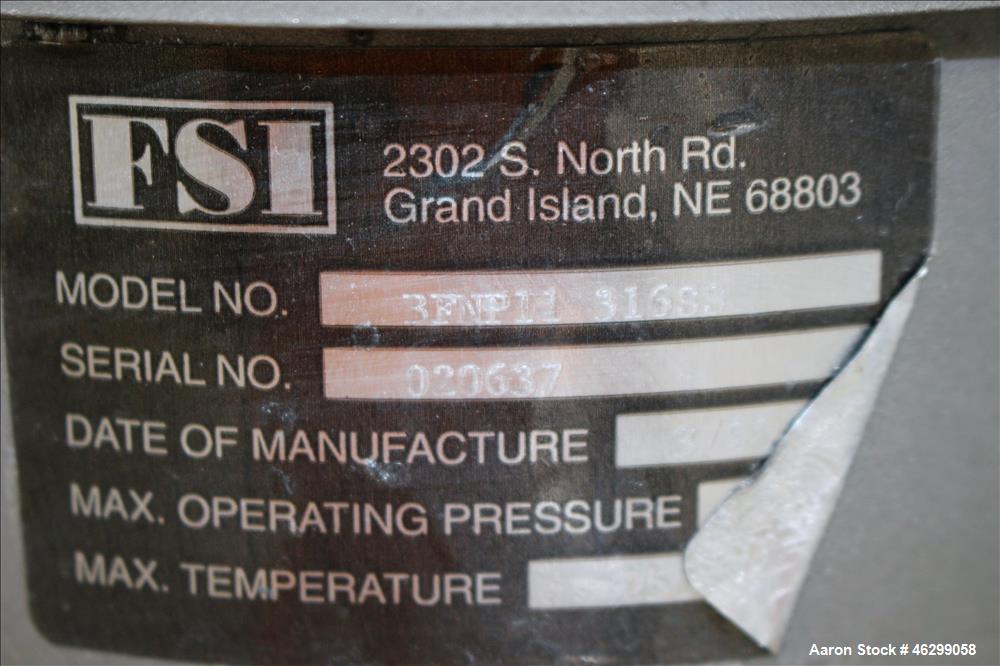 FSI
2302 S. North Rd.
Grand Island, NE 68803
MODEL NO.
SERIAL NO. 020637
DATE OF MANUFACTURE
MAX. OPERATING PRESSURE
MAX. TEMPERATURE
Aaron Stock # 46299058